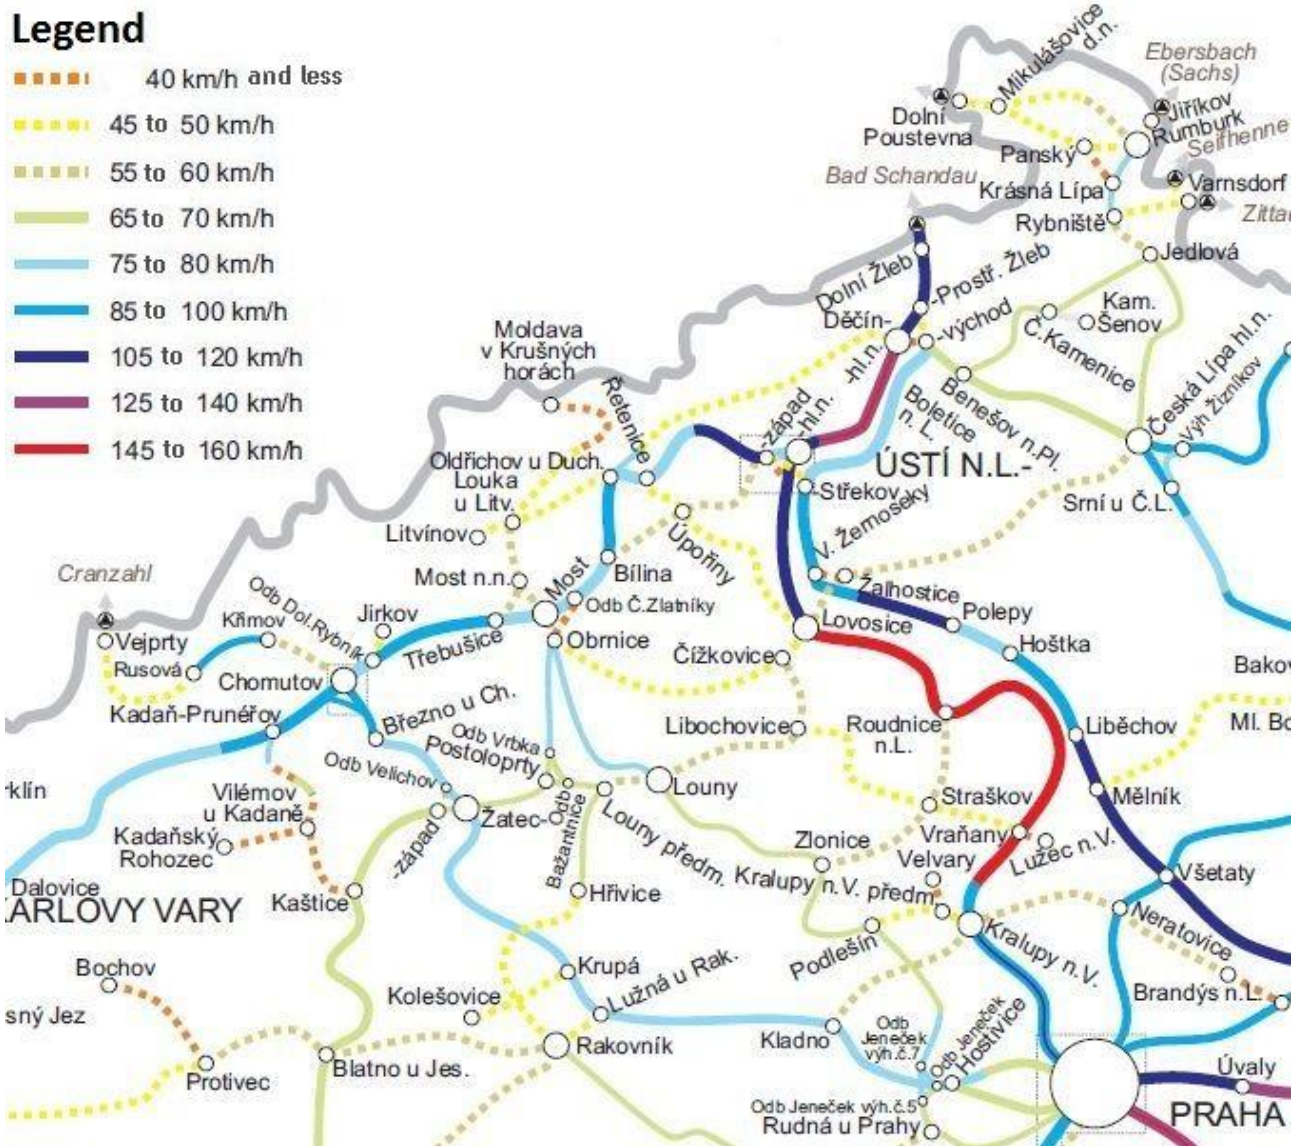 Legend
40 km/h and less
45 to 50 km/h
55 to 60 km/h
65 to 70 km/h
75 to 80 km/h
85 to 100 km/h
105 to 120 km/h
125 to 140 km/h
145 to 160 km/h
Mikulášovice
d.n.
Ebersbach
(Sachs)
Dolní
Poustevna
Jiříkov
Rumburk
Seifhenne
Panský
Bad Schandau
Krásná Lípa
Varnsdorf
Rybniště
Zitta
Jedlová
Dolní Žleb
-Prostř. Žleb
Děčín-
-východ
-hl.n.
Kam.
Šenov
Č.Kamenice
Moldava
v Krušných
horách
Benešov n.Pl.
Česká Lípa hl.n.
Výh Žizníkov
Boletice
n. L.
Řetenice
-západ
-hl.n.
ÚSTÍ N.L.-
Oldřichov u Duch.
Louka
u Litv.
Litvínov
-Střekov
Srní u Č.L.
Úpořiny
V. Žernoseky
Cranzahl
Most n.n.
Most
Bílina
Žalhostice
Odb Dol.Rybník
Odb Č.Zlatníky
Jirkov
Křimov
Polepy
Lovosice
Vejprty
Třebušice
Obrnice
Hoštka
Rusová
Čížkovice
Chomutov
Bakov
Kadaň-Prunéřov
Březno u Ch.
Libochovice
Roudnice
n.L.
Liběchov
Ml. Bo
Odb Vrbka
Postoloprty
Odb Velichov
rklín
Vilémov
u Kadaně
Louny
Straškov
Mělník
Žatec-
-západ
Odb
Bažantnice
Louny předm.
Kadaňský
Rohozec
Zlonice
Vraňany
Lužec n.V.
Velvary
Dalovice
KARLOVY VARY
Kaštice
Hřivice
Kralupy n.V. předm.
Všetaty
Neratovice
Podlešín
Kralupy n.V.
Bochov
Krupá
Lužná u Rak.
Kolešovice
Brandýs n.L.
sný Jez
Kladno
Odb
Jeneček
výh.č.7
Odb Jeneček
Hostivice
Rakovník
Protivec
Blatno u Jes.
Úvaly
Odb Jeneček výh.č.5
Rudná u Prahy
PRAHA